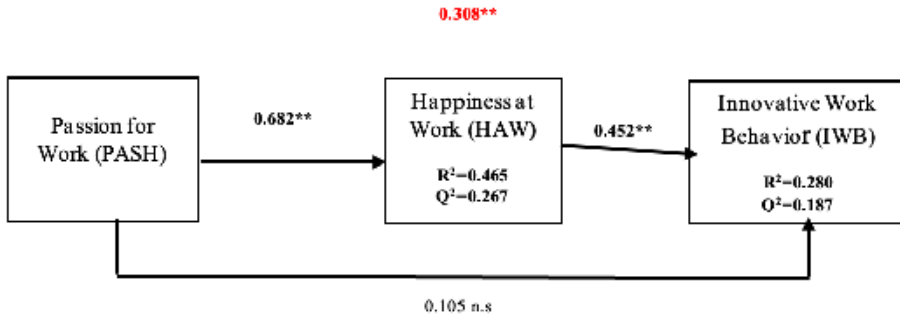 0.308**
Passion for
Work (PASH)
0.682**
Happiness at
Work (HAW)
R²=0.465
Q²=0.267
0.452**
Innovative Work
Behavior (IWB)
R²=0.280
Q²=0.187
0.105 n.s